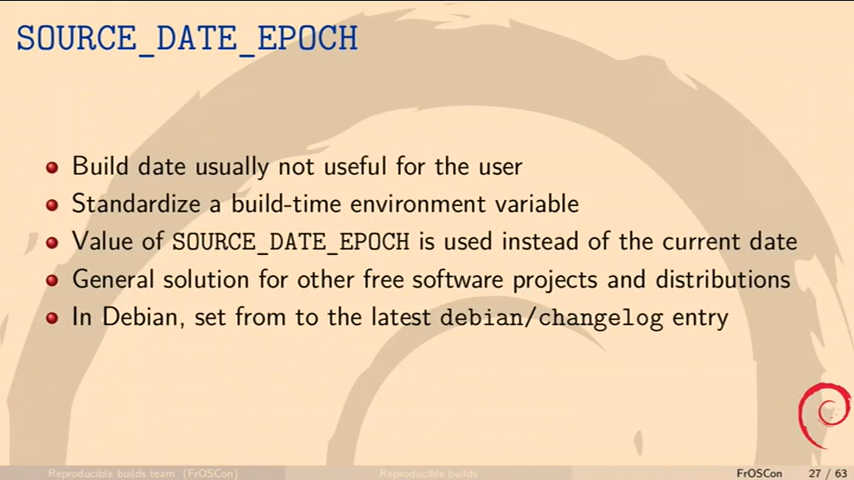 SOURCE_DATE_EPOCH
Build date usually not useful for the user
Standardize a build-time environment variable
Value of SOURCE_DATE_EPOCH is used instead of the current date
General solution for other free software projects and distributions
In Debian, set from to the latest debian/changelog entry
Reproducible builds team (FrOSCon) Reproducible builds FrOSCon 27 / 63